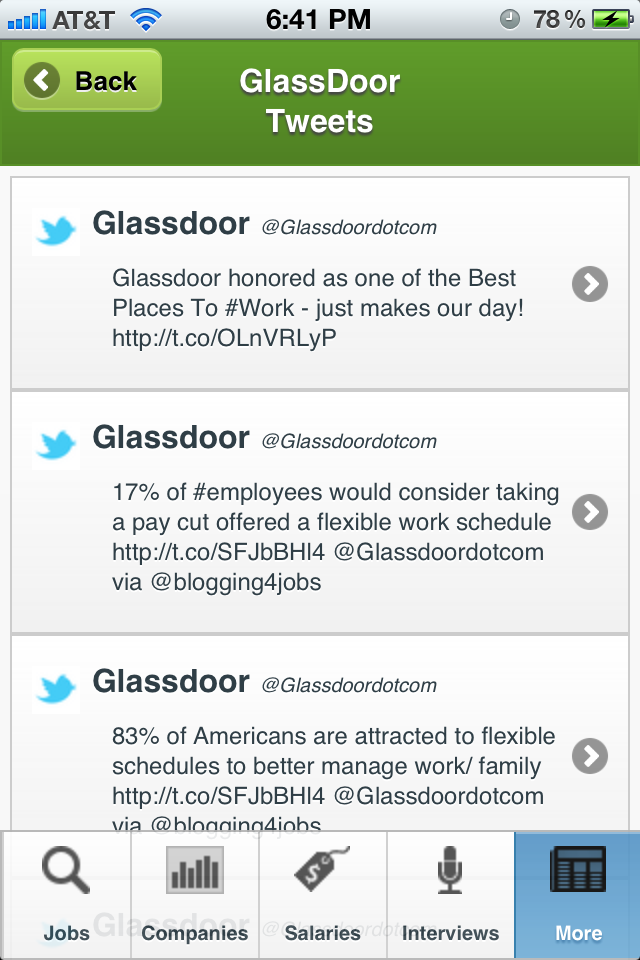 AT&T 6:41 PM 78 %
Back
GlassDoor
Tweets
Glassdoor @Glassdoordotcom
Glassdoor honored as one of the Best
Places To #Work - just makes our day!
http://t.co/OLnVRLyP
Glassdoor @Glassdoordotcom
17% of #employees would consider taking
a pay cut offered a flexible work schedule
http://t.co/SFJbBHl4 @Glassdoordotcom
via @blogging4jobs
Glassdoor @Glassdoordotcom
83% of Americans are attracted to flexible
schedules to better manage work/ family
http://t.co/SFJbBHl4 @Glassdoordotcom
via @blogging4jobs
Glassdoor @Glassdoordotcom
Jobs Companies Salaries Interviews More